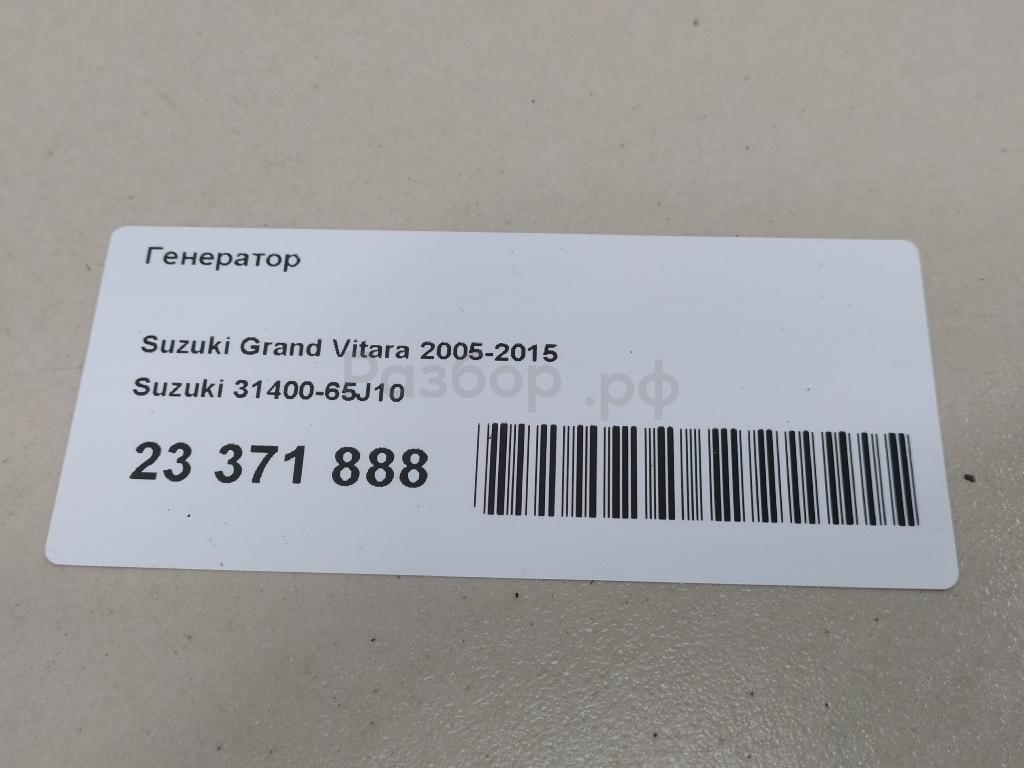 Генератор
Suzuki Grand Vitara 2005-2015
Разбор.рф
Suzuki 31400-65J10
23 371 888